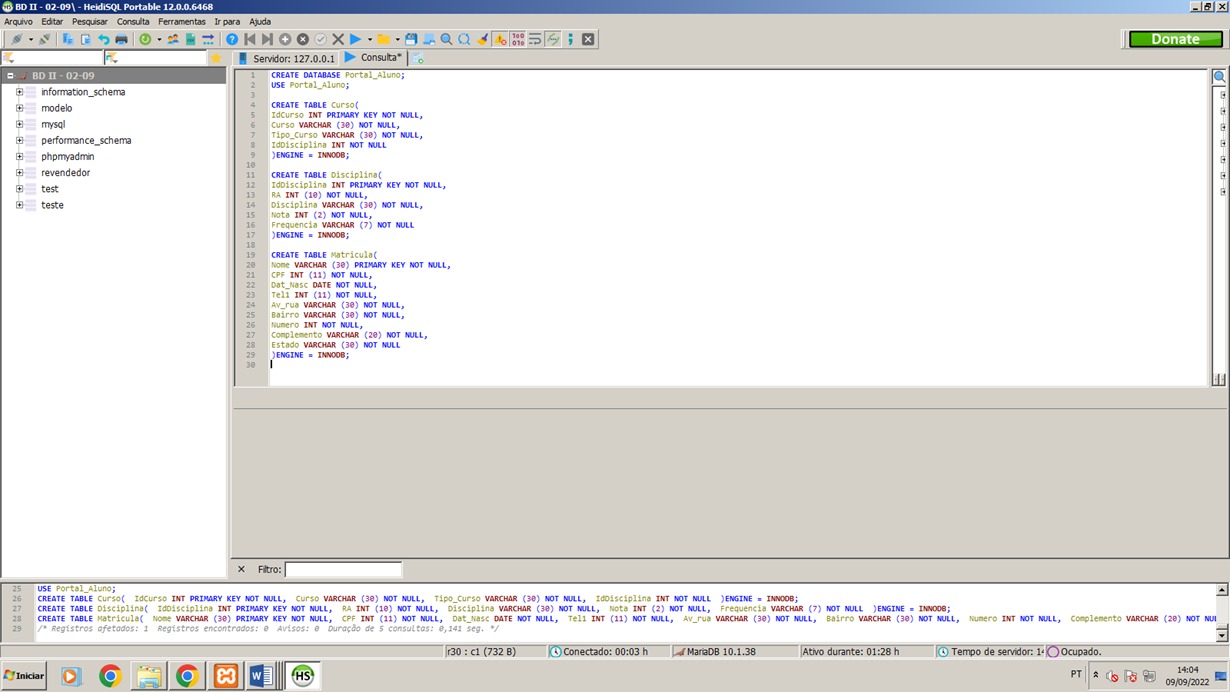 BD II - 02-09\ - HeidiSQL Portable 12.0.0.6468
Arquivo Editar Pesquisar Consulta Ferramentas Ir para Ajuda
Donate
Servidor: 127.0.0.1 Consulta*
BD II - 02-09
information_schema
modelo
mysql
performance_schema
phpmyadmin
revendedor
test
teste
1 CREATE DATABASE Portal_Aluno;
2 USE Portal_Aluno;
3
4 CREATE TABLE Curso(
5 IdCurso INT PRIMARY KEY NOT NULL,
6 Curso VARCHAR (30) NOT NULL,
7 Tipo_Curso VARCHAR (30) NOT NULL,
8 IdDisciplina INT NOT NULL
9 )ENGINE = INNODB;
10
11 CREATE TABLE Disciplina(
12 IdDisciplina INT PRIMARY KEY NOT NULL,
13 RA INT (10) NOT NULL,
14 Disciplina VARCHAR (30) NOT NULL,
15 Nota INT (2) NOT NULL,
16 Frequencia VARCHAR (7) NOT NULL
17 )ENGINE = INNODB;
18
19 CREATE TABLE Matricula(
20 Nome VARCHAR (30) PRIMARY KEY NOT NULL,
21 CPF INT (11) NOT NULL,
22 Dat_Nasc DATE NOT NULL,
23 Tel1 INT (11) NOT NULL,
24 Av_rua VARCHAR (30) NOT NULL,
25 Bairro VARCHAR (30) NOT NULL,
26 Numero INT NOT NULL,
27 Complemento VARCHAR (20) NOT NULL,
28 Estado VARCHAR (30) NOT NULL
29 )ENGINE = INNODB;
30
Filtro:
25 USE Portal_Aluno;
26 CREATE TABLE Curso( IdCurso INT PRIMARY KEY NOT NULL, Curso VARCHAR (30) NOT NULL, Tipo_Curso VARCHAR (30) NOT NULL, IdDisciplina INT NOT NULL )ENGINE = INNODB;
27 CREATE TABLE Disciplina( IdDisciplina INT PRIMARY KEY NOT NULL, RA INT (10) NOT NULL, Disciplina VARCHAR (30) NOT NULL, Nota INT (2) NOT NULL, Frequencia VARCHAR (7) NOT NULL )ENGINE = INNODB;
28 CREATE TABLE Matricula( Nome VARCHAR (30) PRIMARY KEY NOT NULL, CPF INT (11) NOT NULL, Dat_Nasc DATE NOT NULL, Tel1 INT (11) NOT NULL, Av_rua VARCHAR (30) NOT NULL, Bairro VARCHAR (30) NOT NULL, Numero INT NOT NULL, Complemento VARCHAR (20) NOT NUL
29 /* Registros afetados: 1 Registros encontrados: 0 Avisos: 0 Duração de 5 consultas: 0,141 seg. */
r30 : c1 (732 B) Conectado: 00:03 h MariaDB 10.1.38 Ativo durante: 01:28 h Tempo de servidor: 14 Ocupado.
Iniciar PT 14:04
09/09/2022